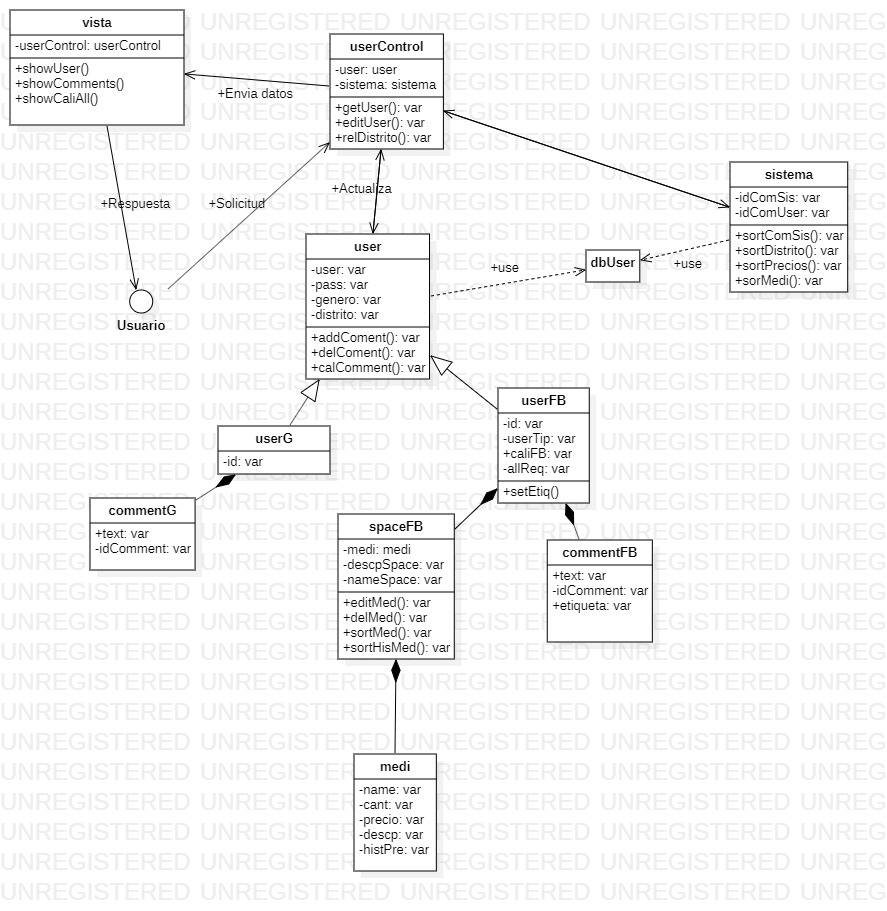 vista
-userControl: userControl
+showUser()
+showComments()
+showCaliAll()
userControl
-user: user
-sistema: sistema
+getUser(): var
+editUser(): var
+relDistrito(): var
+Envia datos
+Respuesta
+Solicitud
+Actualiza
sistema
-idComSis: var
-idComUser: var
+sortComSis(): var
+sortDistrito(): var
+sortPrecios(): var
+sorMedi(): var
user
-user: var
-pass: var
-genero: var
-distrito: var
+addComent(): var
+delComent(): var
+calComment(): var
+use
dbUser
+use
Usuario
userG
-id: var
userFB
-id: var
-userTip: var
+caliFB: var
-allReq: var
+setEtiq()
commentG
+text: var
-idComment: var
spaceFB
-medi: medi
-descpSpace: var
-nameSpace: var
+editMed(): var
+delMed(): var
+sortMed(): var
+sortHisMed(): var
commentFB
+text: var
-idComment: var
+etiqueta: var
medi
-name: var
-cant: var
-precio: var
-descp: var
-histPre: var
UNREGISTERED